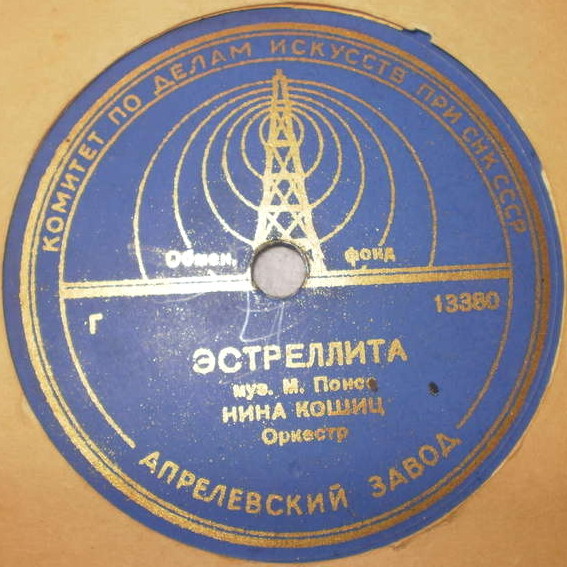 КОМИТЕТ ПО ДЕЛАМ ИСКУССТВ ПРИ СНК СССР
Обмен. фонд
Г 13380
ЭСТРЕЛЛИТА
муз. М. Понсе
НИНА КОШИЦ
Оркестр
АПРЕЛЕВСКИЙ ЗАВОД